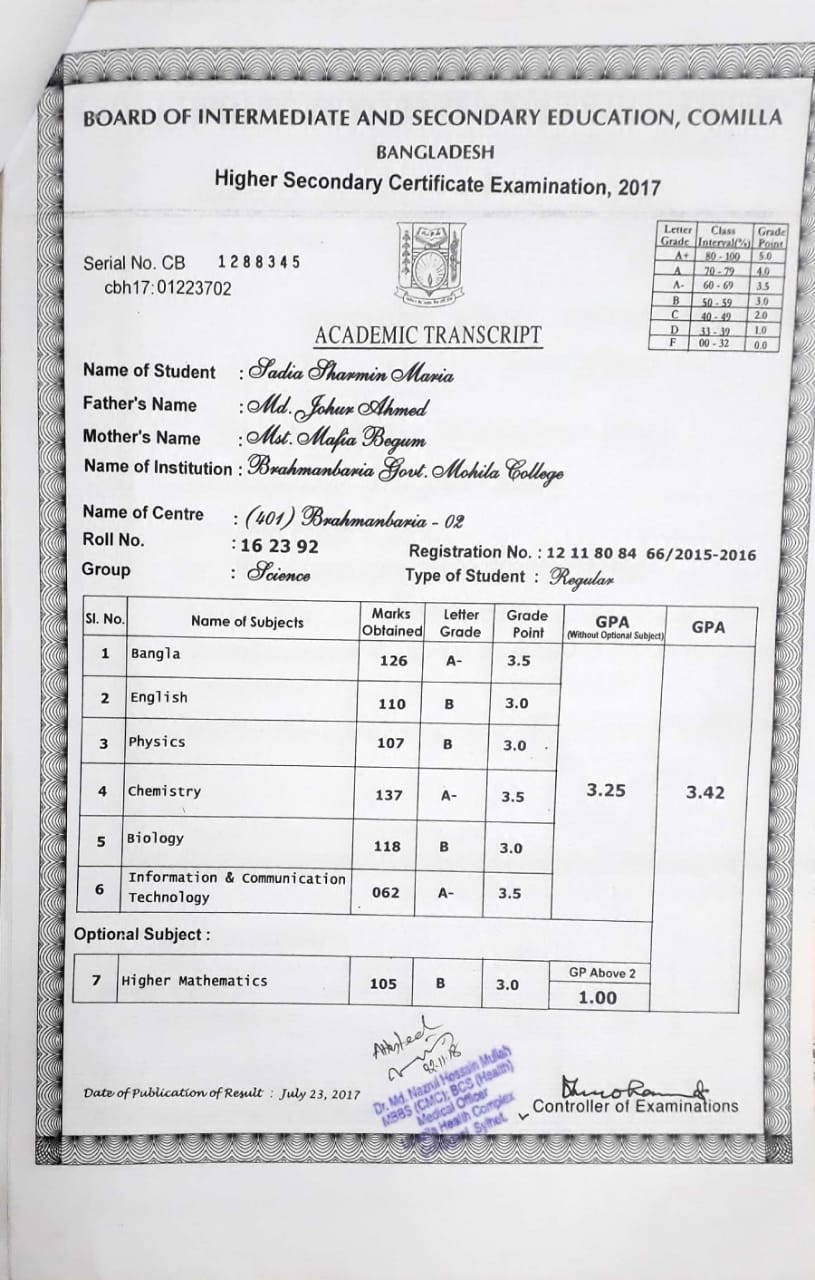 BOARD OF INTERMEDIATE AND SECONDARY EDUCATION, COMILLA
BANGLADESH
Higher Secondary Certificate Examination, 2017
Letter Grade Class Interval(%) Grade Point
A+ 80 - 100 5.0
A 70 - 79 4.0
A- 60 - 69 3.5
B 50 - 59 3.0
C 40 - 49 2.0
D 33 - 39 1.0
F 00 - 32 0.0
Serial No. CB 1288345
cbh17:01223702
ACADEMIC TRANSCRIPT
Name of Student : Sadia Sharmin Maria
Father's Name : Md. Johur Ahmed
Mother's Name : Mst. Mafia Begum
Name of Institution : Brahmanbaria Govt. Mohila College
Name of Centre : (401) Brahmanbaria - 02
Roll No. : 16 23 92 Registration No. : 12 11 80 84 66/2015-2016
Group : Science Type of Student : Regular
Sl. No. Name of Subjects Marks Obtained Letter Grade Grade Point GPA (Without Optional Subject) GPA
1 Bangla 126 A- 3.5
2 English 110 B 3.0
3 Physics 107 B 3.0
4 Chemistry 137 A- 3.5 3.25 3.42
5 Biology 118 B 3.0
6 Information & Communication Technology 062 A- 3.5
Optional Subject :
7 Higher Mathematics 105 B 3.0 GP Above 2 1.00
Attested
Dr. Md. Nazrul Hossain
MBBS (CMC); BCS (Health)
Medical Officer
Health Complex
Sylhet.
Date of Publication of Result : July 23, 2017
Controller of Examinations